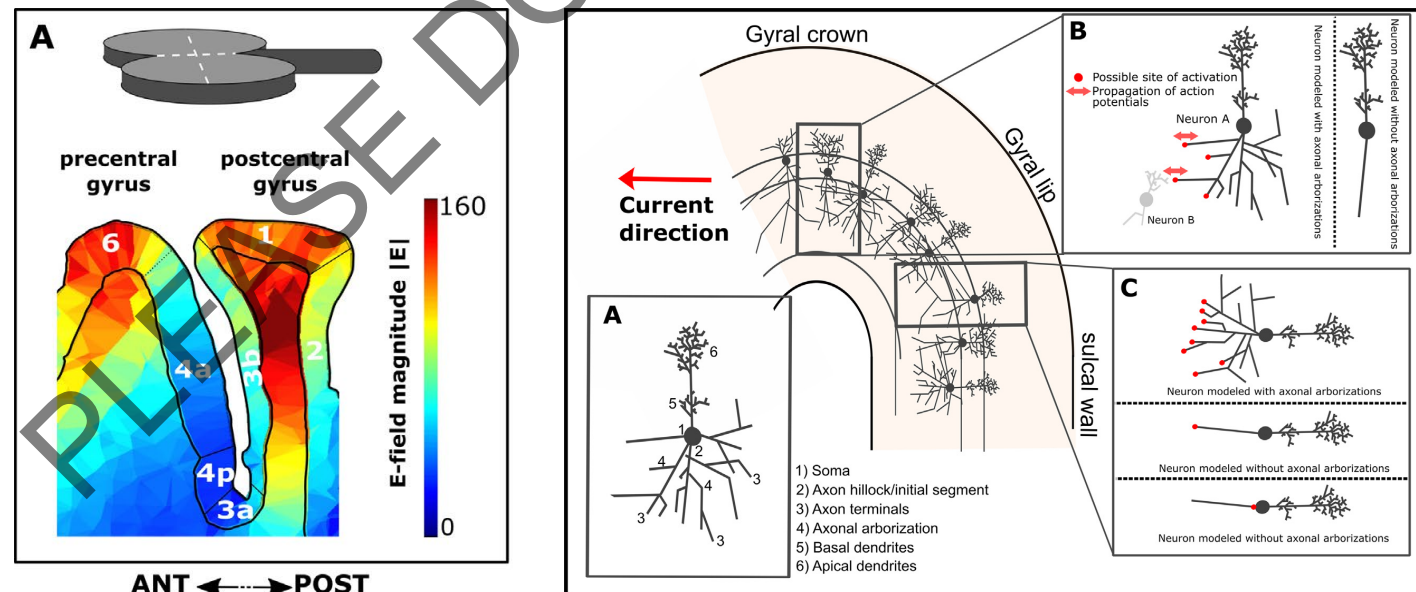 A
precentral
gyrus
postcentral
gyrus
6
1
4a
3b
2
4p
3a
160
E-field magnitude |E|
0
ANT
POST
PLEASE DO
Gyral crown
Gyral lip
sulcal wall
Current
direction
A
6
5
1
2
4
4
3
3
3
1) Soma
2) Axon hillock/initial segment
3) Axon terminals
4) Axonal arborization
5) Basal dendrites
6) Apical dendrites
B
Possible site of activation
Propagation of action
potentials
Neuron A
Neuron B
Neuron modeled with axonal arborizations
Neuron modeled without axonal arborizations
C
Neuron modeled with axonal arborizations
Neuron modeled without axonal arborizations
Neuron modeled without axonal arborizations